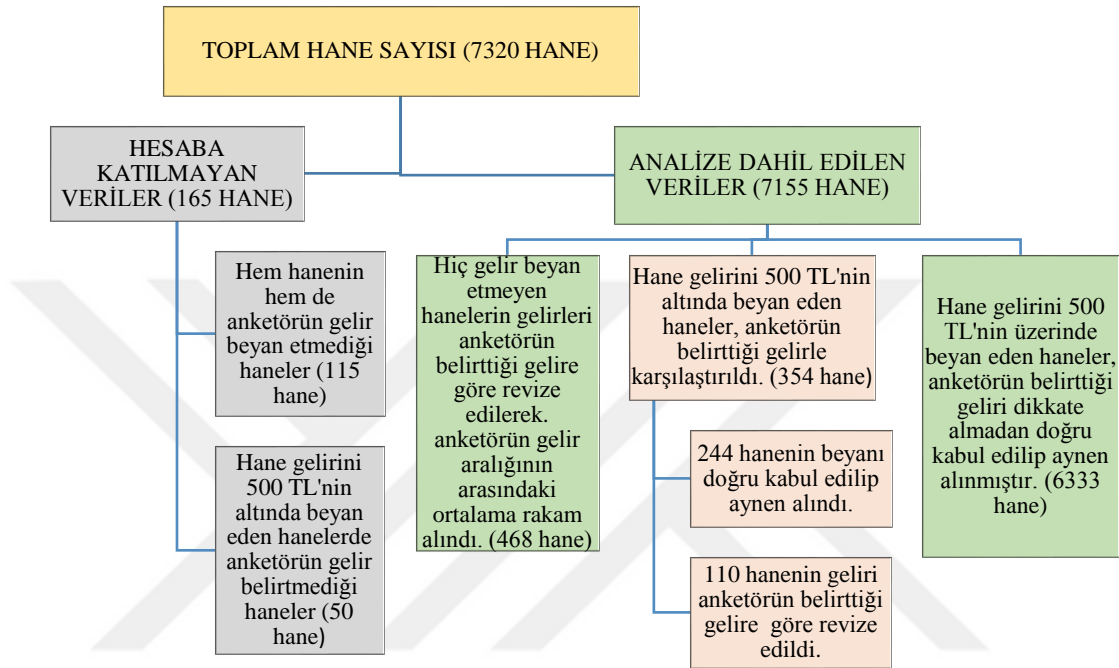 TOPLAM HANE SAYISI (7320 HANE)
HESABA
KATILMAYAN
VERİLER (165 HANE)
Hem hanenin
hem de
anketörün gelir
beyan etmediği
haneler (115
hane)
Hane gelirini
500 TL'nin
altında beyan
eden hanelerde
anketörün gelir
belirtmediği
haneler (50
hane)
ANALİZE DAHİL EDİLEN
VERİLER (7155 HANE)
Hiç gelir beyan
etmeyen
hanelerin gelirleri
anketörün
belirttiği gelire
göre revize
edilerek.
anketörün gelir
aralığının
arasındaki
ortalama rakam
alındı. (468 hane)
Hane gelirini 500 TL'nin
altında beyan eden
haneler, anketörün
belirttiği gelirle
karşılaştırıldı. (354 hane)
244 hanenin beyanı
doğru kabul edilip
aynen alındı.
110 hanenin geliri
anketörün belirttiği
gelire göre revize
edildi.
Hane gelirini 500
TL'nin üzerinde
beyan eden haneler,
anketörün belirttiği
geliri dikkate
almadan doğru
kabul edilip aynen
alınmıştır. (6333
hane)